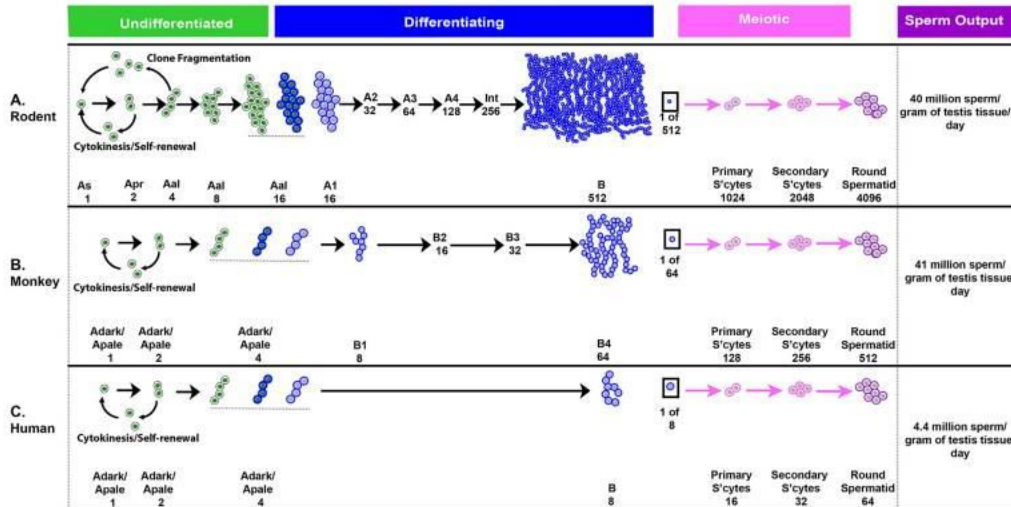 Undifferentiated
Differentiating
Meiotic
Sperm Output
A.
Rodent
Clone Fragmentation
Cytokinesis/Self-renewal
A2
32
A3
64
A4
128
Int
256
1 of
512
40 million sperm/
gram of testis tissue/
day
As
1
Apr
2
Aal
4
Aal
8
Aal
16
A1
16
B
512
Primary
S'cytes
1024
Secondary
S'cytes
2048
Round
Spermatid
4096
B.
Monkey
Cytokinesis/Self-renewal
B2
16
B3
32
1 of
64
41 million sperm/
gram of testis tissue
day
Adark/
Apale
1
Adark/
Apale
2
Adark/
Apale
4
B1
8
B4
64
Primary
S'cytes
128
Secondary
S'cytes
256
Round
Spermatid
512
C.
Human
Cytokinesis/Self-renewal
1 of
8
4.4 million sperm/
gram of testis tissue
day
Adark/
Apale
1
Adark/
Apale
2
Adark/
Apale
4
B
8
Primary
S'cytes
16
Secondary
S'cytes
32
Round
Spermatid
64